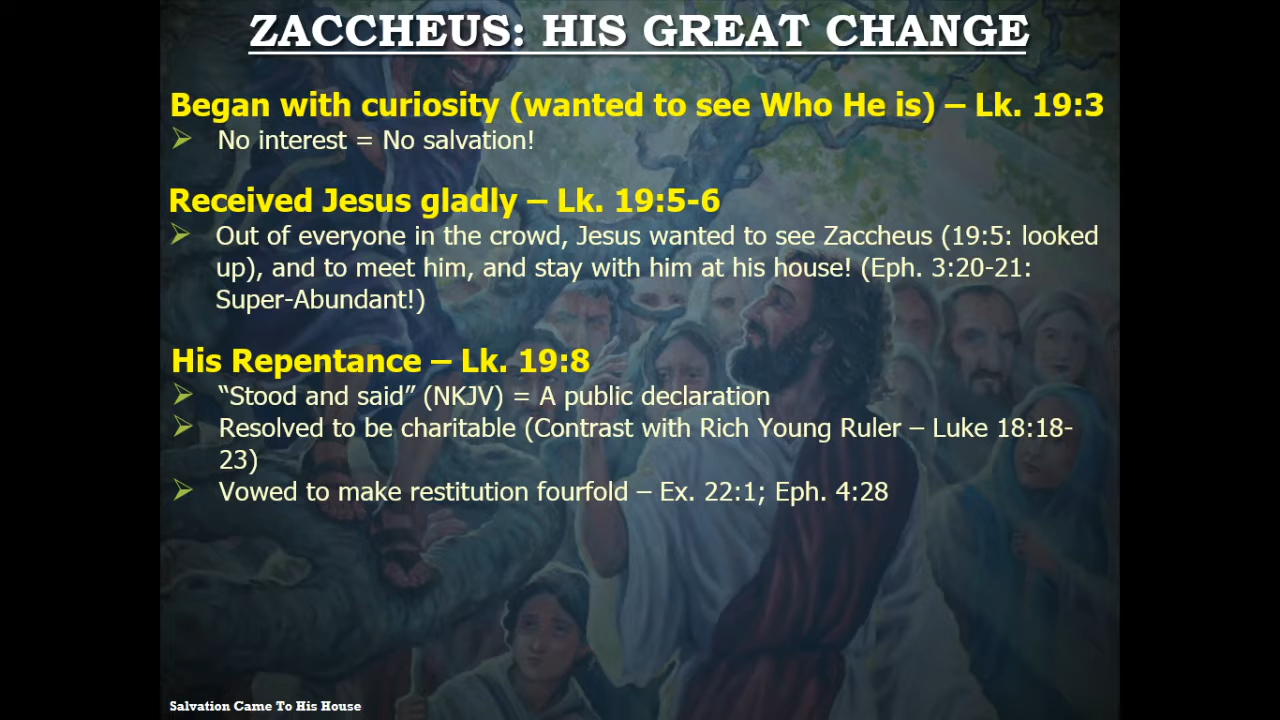 ZACCHEUS: HIS GREAT CHANGE
Began with curiosity (wanted to see Who He is) – Lk. 19:3
➢ No interest = No salvation!
Received Jesus gladly – Lk. 19:5-6
➢ Out of everyone in the crowd, Jesus wanted to see Zaccheus (19:5: looked
up), and to meet him, and stay with him at his house! (Eph. 3:20-21:
Super-Abundant!)
His Repentance – Lk. 19:8
➢ “Stood and said” (NKJV) = A public declaration
➢ Resolved to be charitable (Contrast with Rich Young Ruler – Luke 18:18-
23)
➢ Vowed to make restitution fourfold – Ex. 22:1; Eph. 4:28
Salvation Came To His House